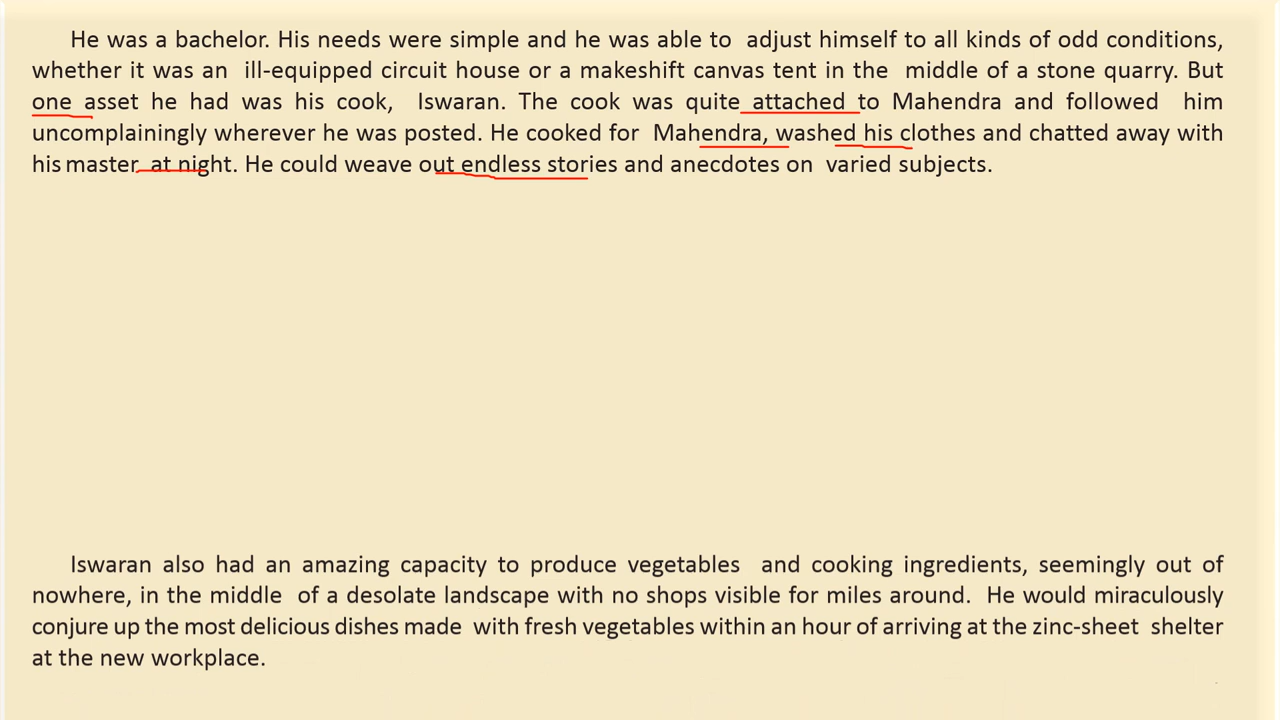 He was a bachelor. His needs were simple and he was able to adjust himself to all kinds of odd conditions,
whether it was an ill-equipped circuit house or a makeshift canvas tent in the middle of a stone quarry. But
one asset he had was his cook, Iswaran. The cook was quite attached to Mahendra and followed him
uncomplainingly wherever he was posted. He cooked for Mahendra, washed his clothes and chatted away with
his master at night. He could weave out endless stories and anecdotes on varied subjects.
Iswaran also had an amazing capacity to produce vegetables and cooking ingredients, seemingly out of
nowhere, in the middle of a desolate landscape with no shops visible for miles around. He would miraculously
conjure up the most delicious dishes made with fresh vegetables within an hour of arriving at the zinc-sheet shelter
at the new workplace.